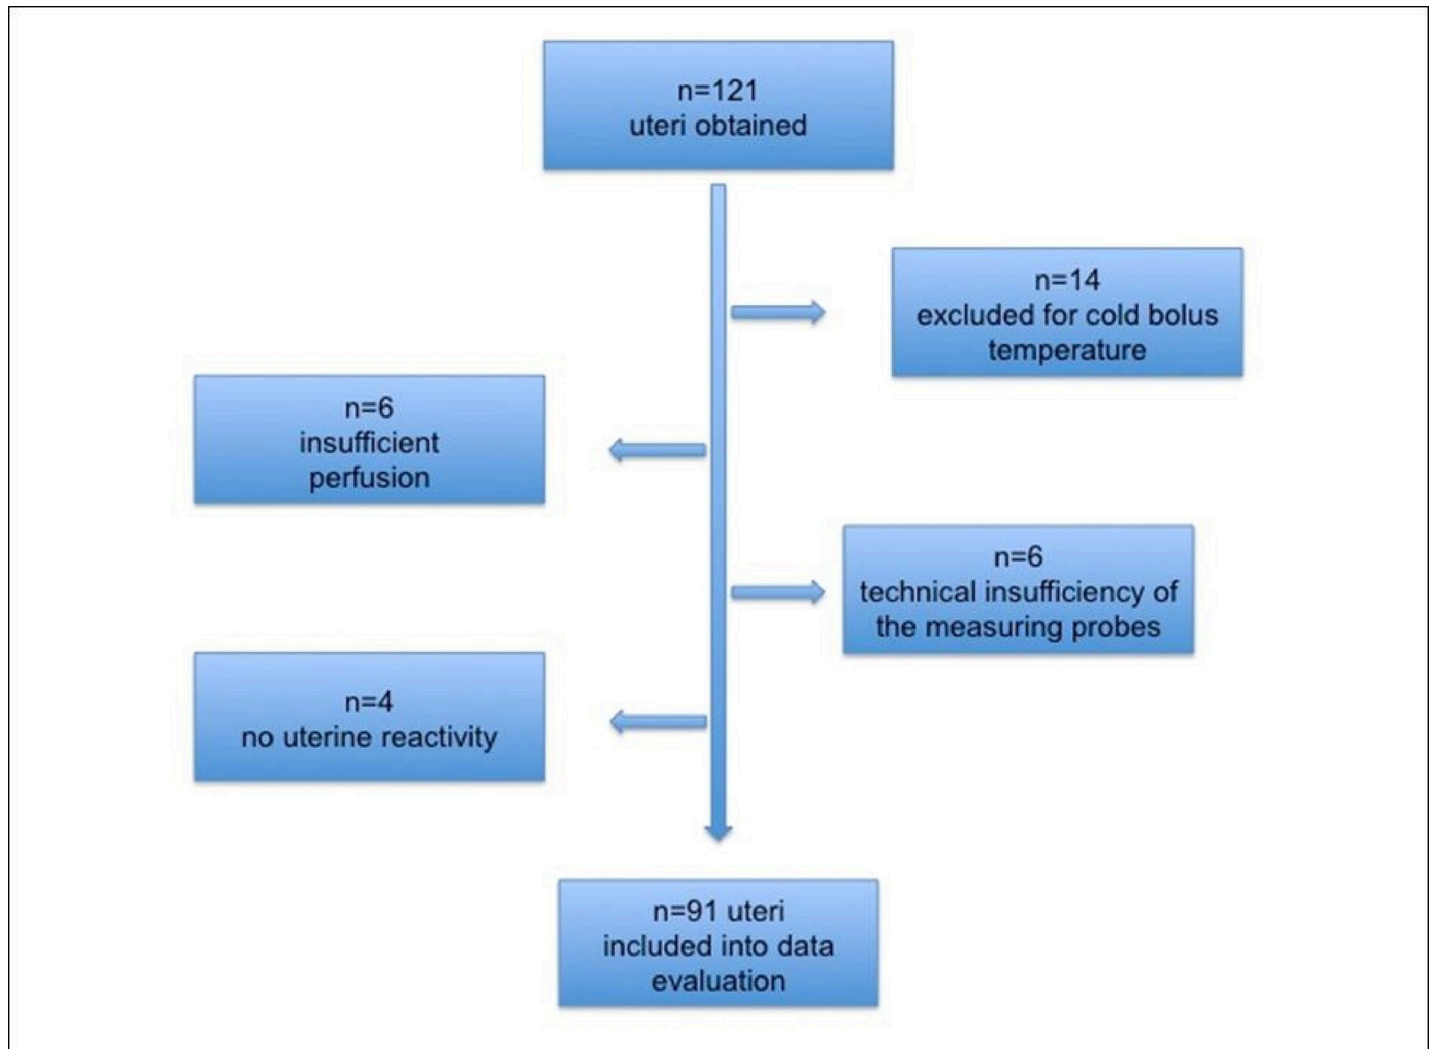 n=121
uteri obtained
n=14
excluded for cold bolus
temperature
n=6
insufficient
perfusion
n=6
technical insufficiency of
the measuring probes
n=4
no uterine reactivity
n=91 uteri
included into data
evaluation